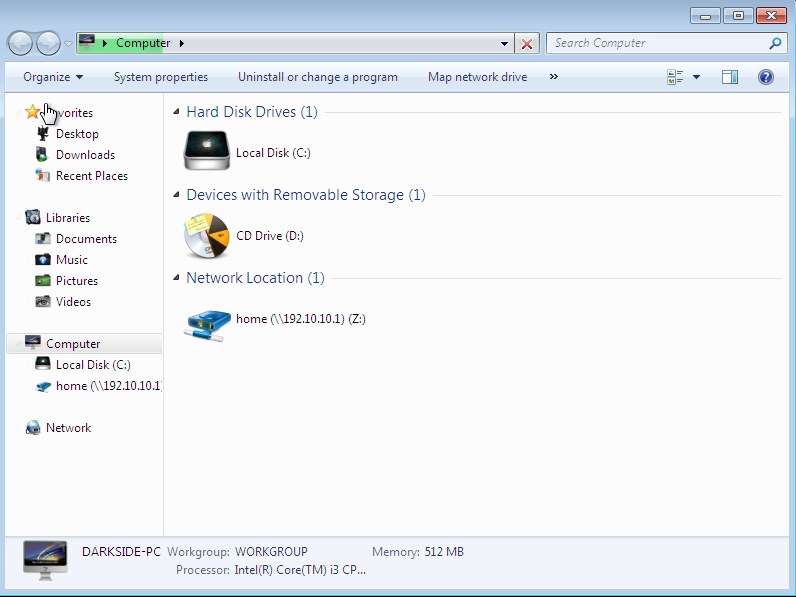 Computer
Search Computer
Organize
System properties
Uninstall or change a program
Map network drive
»
Favorites
Desktop
Downloads
Recent Places
Libraries
Documents
Music
Pictures
Videos
Computer
Local Disk (C:)
home (\\192.10.10.1)
Network
Hard Disk Drives (1)
Local Disk (C:)
Devices with Removable Storage (1)
CD Drive (D:)
Network Location (1)
home (\\192.10.10.1) (Z:)
DARKSIDE-PC Workgroup: WORKGROUP Memory: 512 MB
Processor: Intel(R) Core(TM) i3 CP...